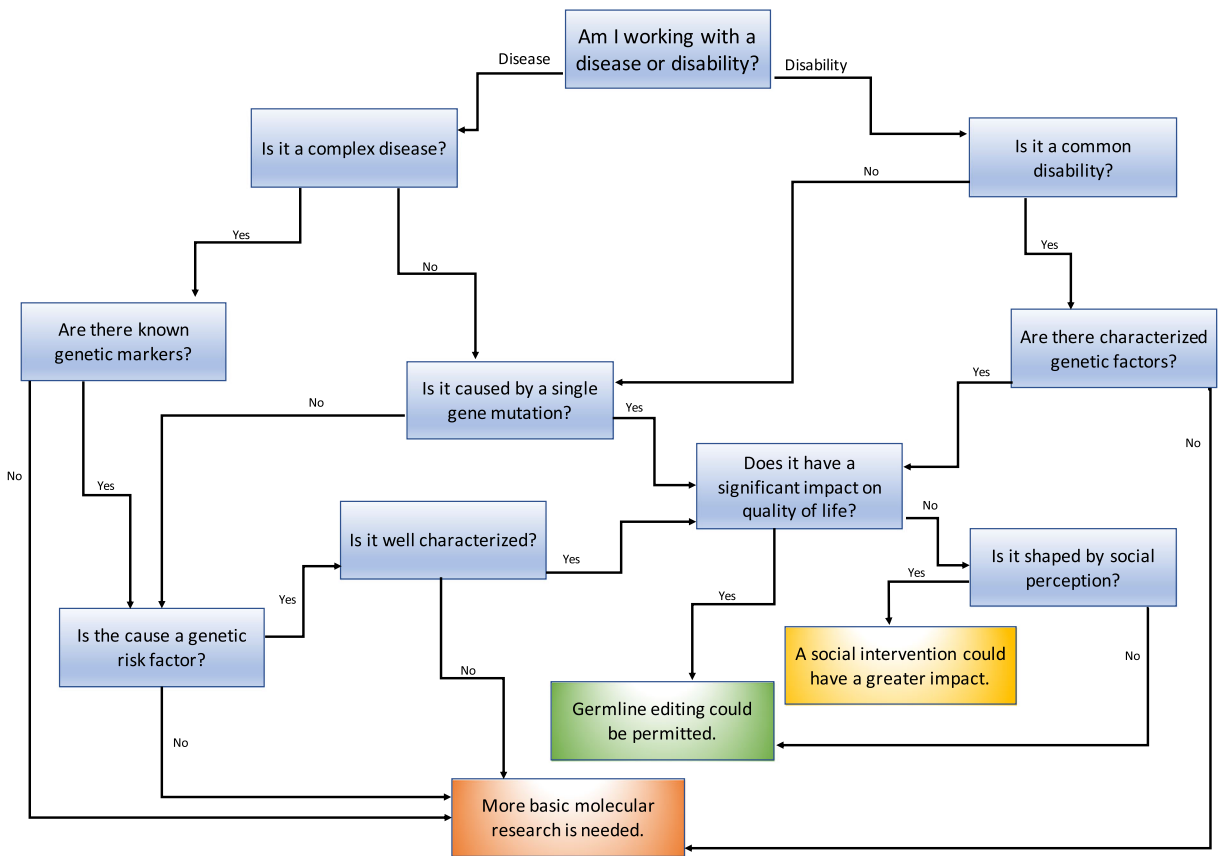 Am I working with a
disease or disability?
Disease
Disability
Is it a complex disease?
Is it a common
disability?
No
Yes
No
Yes
Are there known
genetic markers?
Are there characterized
genetic factors?
Is it caused by a single
gene mutation?
Yes
No
Yes
No
Does it have a
significant impact on
quality of life?
No
Yes
No
Is it well characterized?
Yes
Is it shaped by social
perception?
Yes
Yes
Yes
Is the cause a genetic
risk factor?
A social intervention could
have a greater impact.
No
No
Germline editing could
be permitted.
No
More basic molecular
research is needed.